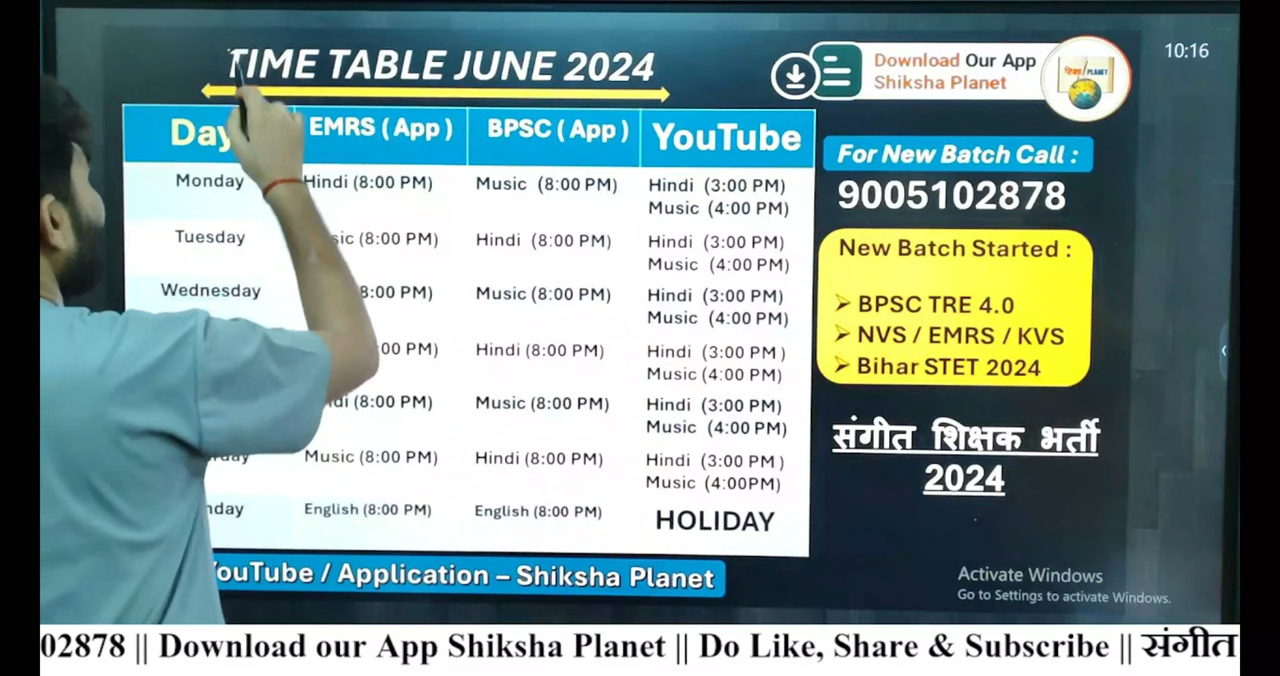 TIME TABLE JUNE 2024
Download Our App
Shiksha Planet
शिक्षा PLANET
10:16
Day EMRS ( App ) BPSC ( App ) YouTube
Monday Hindi (8:00 PM) Music (8:00 PM) Hindi (3:00 PM)
Music (4:00 PM)
Tuesday (8:00 PM) Hindi (8:00 PM) Hindi (3:00 PM)
Music (4:00 PM)
Wednesday 8:00 PM) Music (8:00 PM) Hindi (3:00 PM)
Music (4:00 PM)
PM) Hindi (8:00 PM) Hindi (3:00 PM )
Music (4:00 PM)
(8:00 PM) Music (8:00 PM) Hindi (3:00 PM)
Music (4:00 PM)
Music (8:00 PM) Hindi (8:00 PM) Hindi (3:00 PM )
Music (4:00PM)
English (8:00 PM) English (8:00 PM) HOLIDAY
YouTube / Application – Shiksha Planet
For New Batch Call :
9005102878
New Batch Started :
BPSC TRE 4.0
NVS / EMRS / KVS
Bihar STET 2024
संगीत शिक्षक भर्ती
2024
Activate Windows
Go to Settings to activate Windows.
02878 || Download our App Shiksha Planet || Do Like, Share & Subscribe || संगीत